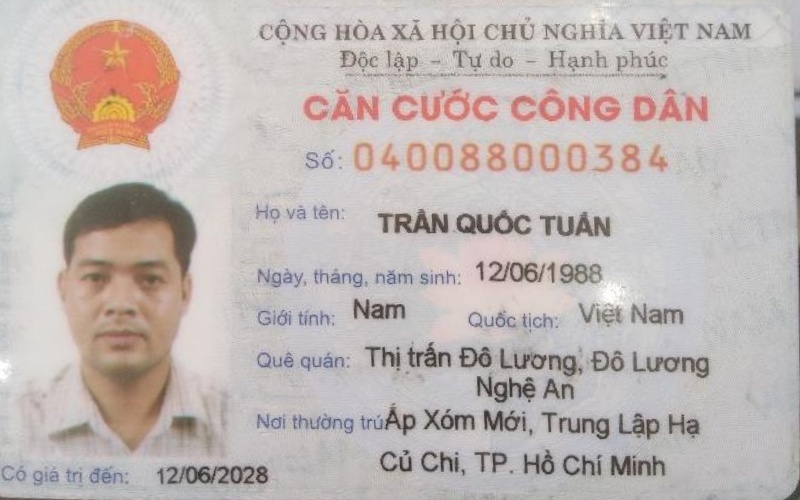 CỘNG HÒA XÃ HỘI CHỦ NGHĨA VIỆT NAM
Độc lập - Tự do - Hạnh phúc
CĂN CƯỚC CÔNG DÂN
Số: 040088000384
Họ và tên: TRẦN QUỐC TUẤN
Ngày, tháng, năm sinh: 12/06/1988
Giới tính: Nam Quốc tịch: Việt Nam
Quê quán: Thị trấn Đô Lương, Đô Lương
Nghệ An
Nơi thường trú: Ấp Xóm Mới, Trung Lập Hạ
Củ Chi, TP. Hồ Chí Minh
Có giá trị đến: 12/06/2028